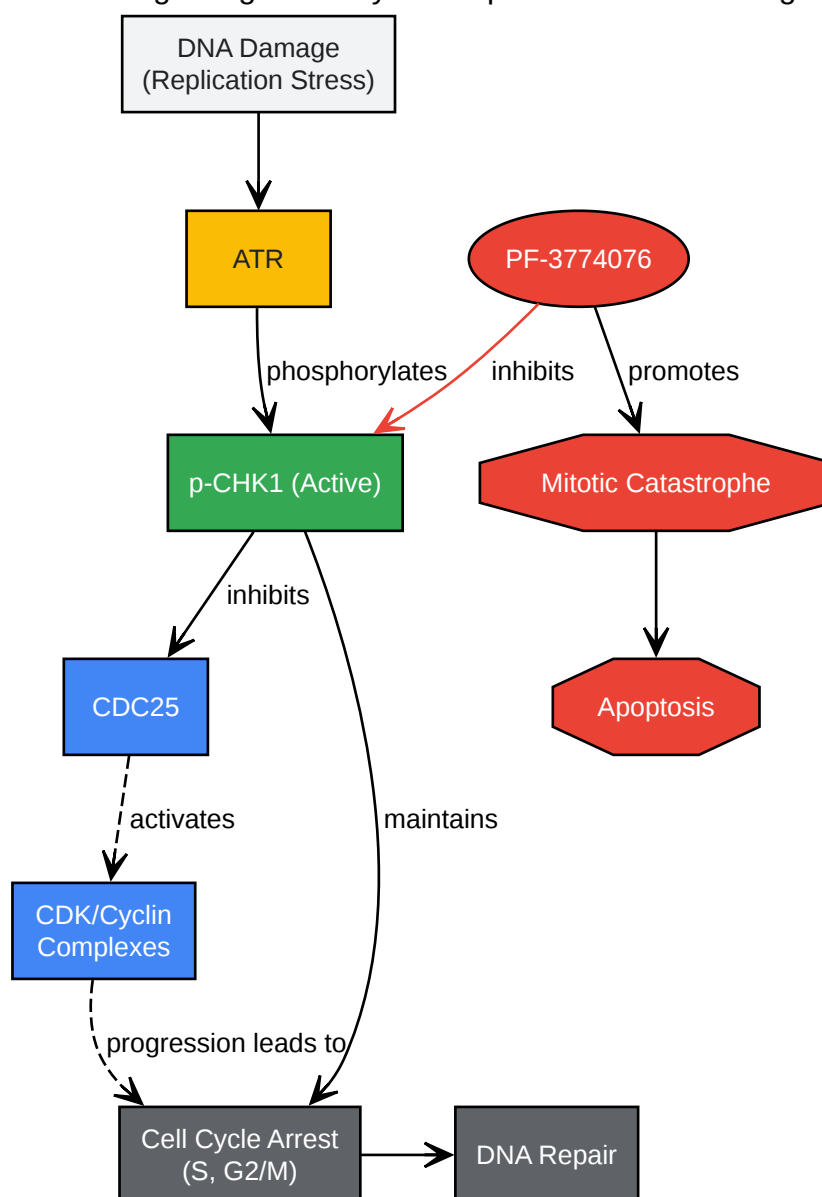 DNA Damage
(Replication Stress)
ATR
PF-3774076
phosphorylates
inhibits
promotes
p-CHK1 (Active)
Mitotic Catastrophe
inhibits
CDC25
Apoptosis
activates
maintains
CDK/Cyclin
Complexes
progression leads to
Cell Cycle Arrest
(S, G2/M)
DNA Repair